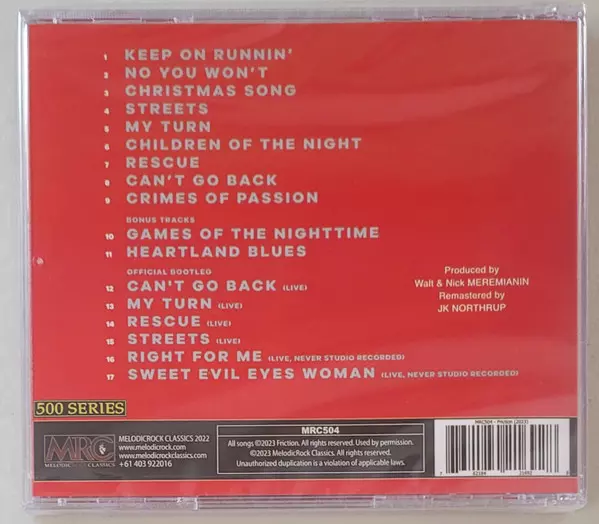 1 KEEP ON RUNNIN'
2 NO YOU WON'T
3 CHRISTMAS SONG
4 STREETS
5 MY TURN
6 CHILDREN OF THE NIGHT
7 RESCUE
8 CAN'T GO BACK
9 CRIMES OF PASSION
BONUS TRACKS
10 GAMES OF THE NIGHTTIME
11 HEARTLAND BLUES
OFFICIAL BOOTLEG
12 CAN'T GO BACK (LIVE)
13 MY TURN (LIVE)
14 RESCUE (LIVE)
15 STREETS (LIVE)
16 RIGHT FOR ME (LIVE, NEVER STUDIO RECORDED)
17 SWEET EVIL EYES WOMAN (LIVE, NEVER STUDIO RECORDED)
Produced by
Walt & Nick MEREMIANIN
Remastered by
JK NORTHRUP
500 SERIES
MRC
MELODICROCK CLASSICS
MELODICROCK CLASSICS 2022
www.melodicrock.com
www.melodicrockclassics.com
+61 403 922016
MRC504
All songs ©2023 Friction. All rights reserved. Used by permission.
©2023 MelodicRock Classics. All rights reserved.
Unauthorized duplication is a violation of applicable laws.
MRC504 - Friction (2023)